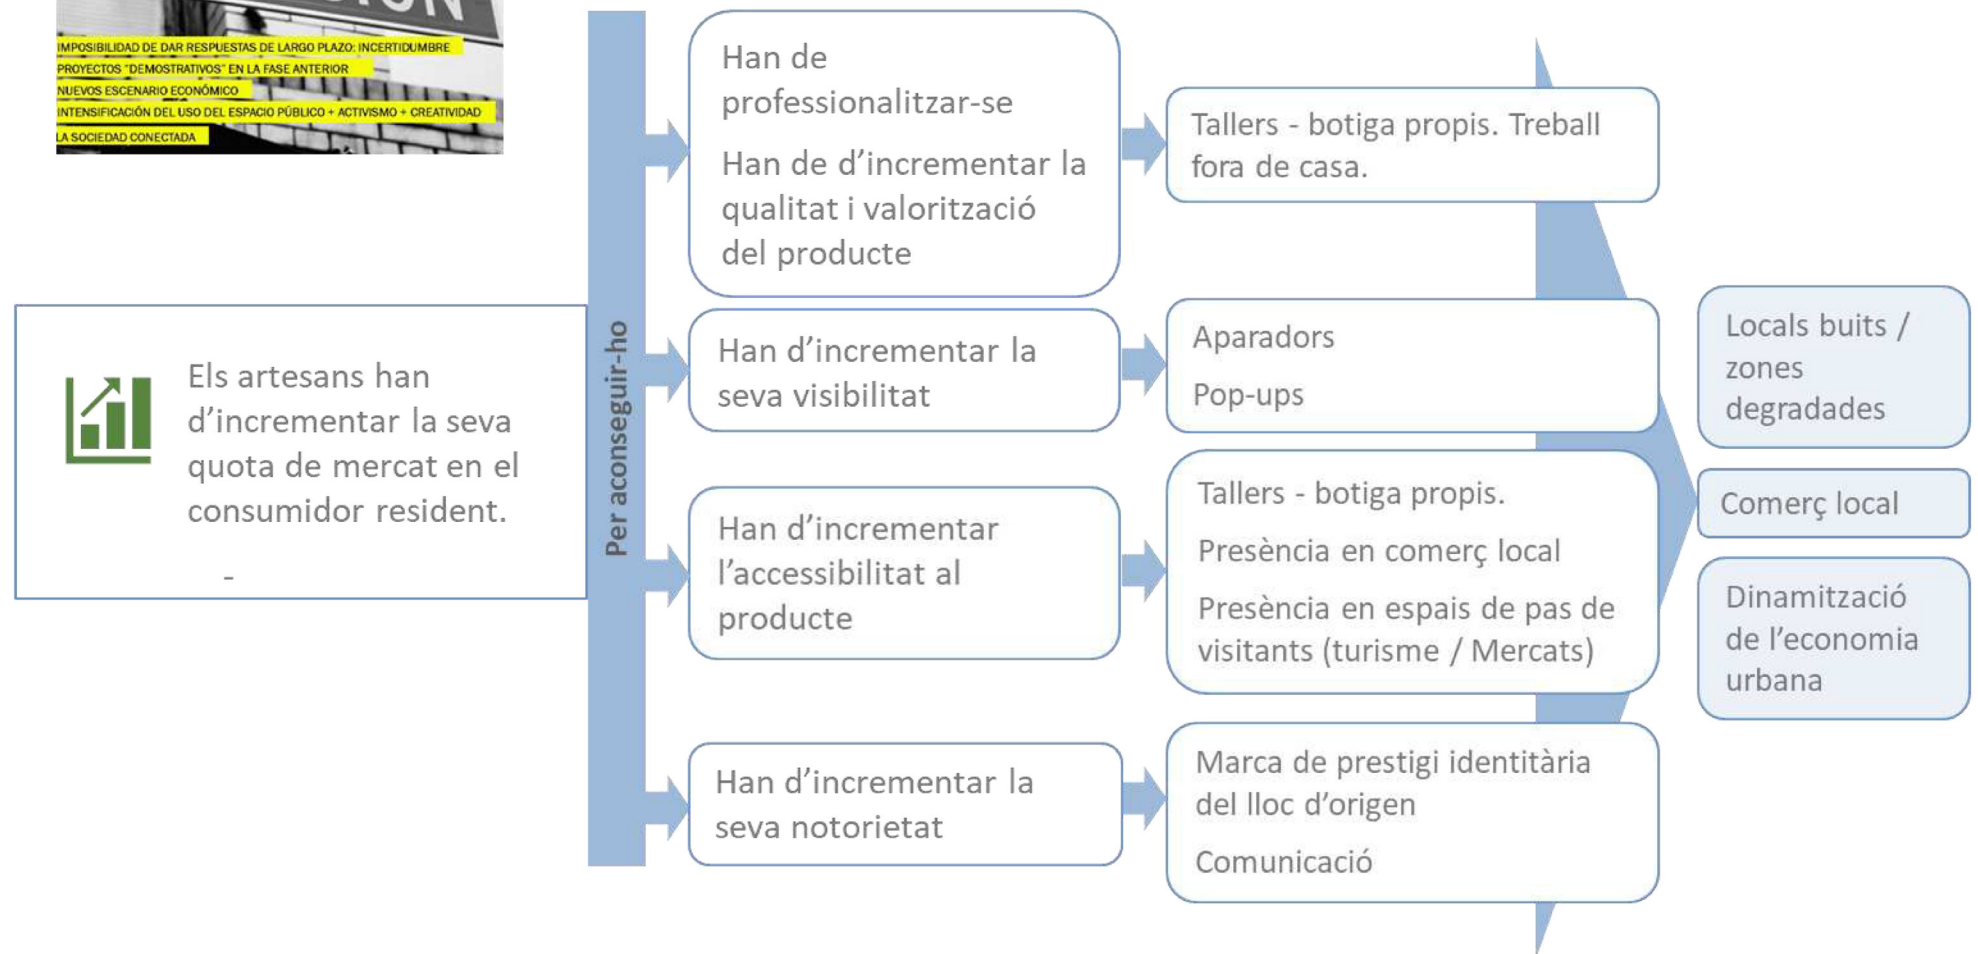 IMPOSIBILIDAD DE DAR RESPUESTAS DE LARGO PLAZO: INCERTIDUMBRE
PROYECTOS "DEMOSTRATIVOS" EN LA FASE ANTERIOR
NUEVOS ESCENARIO ECONÓMICO
INTENSIFICACIÓN DEL USO DEL ESPACIO PÚBLICO + ACTIVISMO + CREATIVIDAD
LA SOCIEDAD CONECTADA
Els artesans han
d'incrementar la seva
quota de mercat en el
consumidor resident.
-
Per aconseguir-ho
Han de
professionalitzar-se
Han de d'incrementar la
qualitat i valorització
del producte
Tallers - botiga propis. Treball
fora de casa.
Han d'incrementar la
seva visibilitat
Aparadors
Pop-ups
Han d'incrementar
l'accessibilitat al
producte
Tallers - botiga propis.
Presència en comerç local
Presència en espais de pas de
visitants (turisme / Mercats)
Han d'incrementar la
seva notorietat
Marca de prestigi identitària
del lloc d'origen
Comunicació
Locals buits /
zones
degradades
Comerç local
Dinamització
de l'economia
urbana